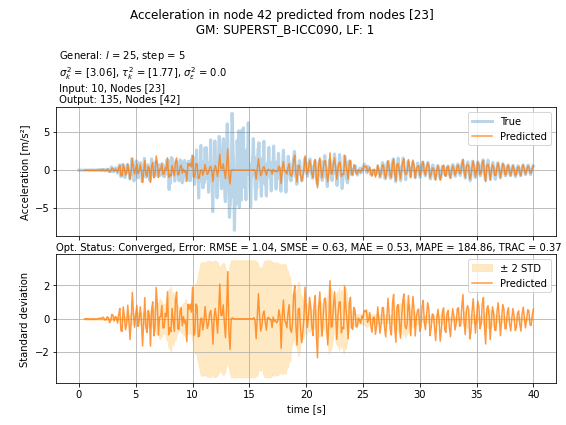 Acceleration in node 42 predicted from nodes [23]
GM: SUPERST_B-ICC090, LF: 1
General: l = 25, step = 5
σ²ₖ = [3.06], τ²ₖ = [1.77], σ²ε = 0.0
Input: 10, Nodes [23]
Output: 135, Nodes [42]
True
Predicted
Acceleration [m/s²]
5
0
−5
Opt. Status: Converged, Error: RMSE = 1.04, SMSE = 0.63, MAE = 0.53, MAPE = 184.86, TRAC = 0.37
± 2 STD
Predicted
Standard deviation
2
0
−2
0 5 10 15 20 25 30 35 40
time [s]